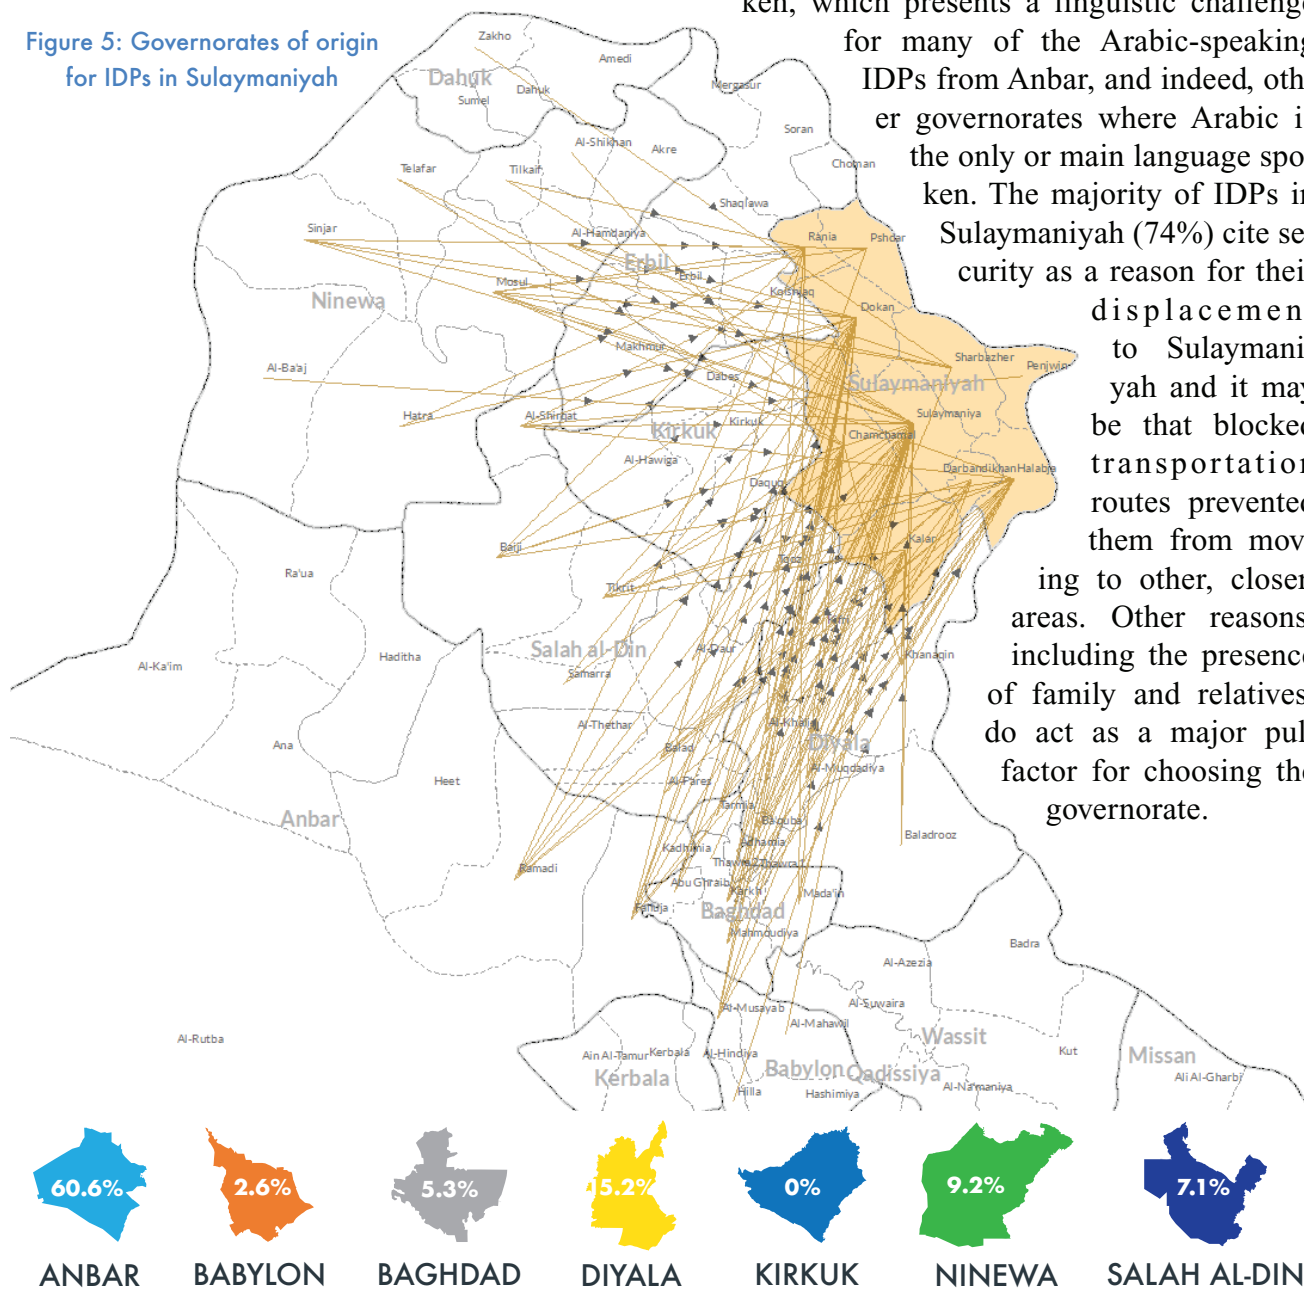 Figure 5: Governorates of origin
for IDPs in Sulaymaniyah
ken, which presents a linguistic challenge
for many of the Arabic-speaking
IDPs from Anbar, and indeed, oth
er governorates where Arabic i
the only or main language spo
ken. The majority of IDPs in
Sulaymaniyah (74%) cite se
curity as a reason for thei
displacemen
to Sulaymani
yah and it may
be that blocked
transportation
routes prevented
them from mov
ing to other, closer
areas. Other reasons
including the presence
of family and relatives
do act as a major pul
factor for choosing the
governorate.
Zakho
Amedi
Dahuk
Dahuk
Sumel
Mergasur
Soran
Al-Shikhan
Akre
Choman
Telafar
Tilkaif
Shaqlawa
Sinjar
Al-Hamdaniya
Rania
Pshdar
Erbil
Erbil
Mosul
Koisnjaq
Ninewa
Dokan
Makhmur
Sharbazher
Penjwin
Al-Ba'aj
Dabes
Sulaymaniyah
Hatra
Al-Shirqat
Kirkuk
Kirkuk
Sulaymaniya
Chamchamal
Al-Hawiga
Darbandikhan
Halabja
Daquq
Kalar
Baiji
Tooz
Ra'ua
Tikrit
Kifri
Salah al-Din
Al-Daur
Khanaqin
Haditha
Al-Ka'im
Samarra
Al-Thethar
Al-Khalis
Diyala
Ana
Balad
Al-Muqdadiya
Heet
Al-Fares
Tarmia
Anbar
Ba'quba
Adhamia
Baladrooz
Kadhimia
Thawra2
Thawra1
Ramadi
Abu Ghraib
Karkh
Mada'in
Falluja
Baghdad
Mahmoudiya
Badra
Al-Azezia
Al-Musayab
Al-Suwaira
Al-Mahawil
Wassit
Al-Rutba
Ain Al-Tamur
Kerbala
Al-Hindiya
Kut
Missan
Kerbala
Babylon
Qadissiya
Ali Al-Gharbi
Hilla
Hashimiya
Al-Na'maniya
60.6%
2.6%
5.3%
15.2%
0%
9.2%
7.1%
ANBAR
BABYLON
BAGHDAD
DIYALA
KIRKUK
NINEWA
SALAH AL-DIN